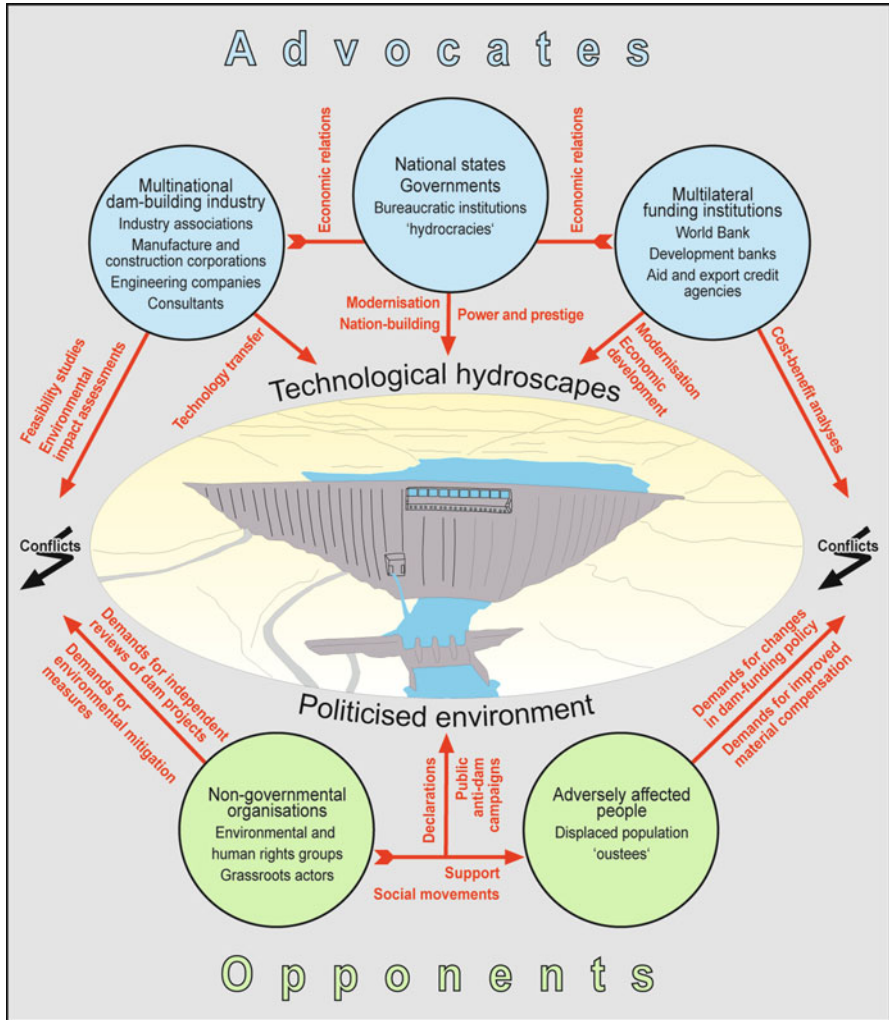 Advocates
Economic relations
Economic relations
National states
Governments
Bureaucratic institutions
'hydrocracies'
Multinational
dam-building industry
Industry associations
Manufacture and
construction corporations
Engineering companies
Consultants
Multilateral
funding institutions
World Bank
Development banks
Aid and export credit
agencies
Modernisation
Nation-building
Power and prestige
Feasibility studies
Environmental
impact assessments
Technology transfer
Modernisation
Economic
development
Cost-benefit analyses
Technological hydroscapes
Conflicts
Conflicts
Politicised environment
Demands for independent
reviews of dam projects
Demands for
environmental mitigation
measures
Demands for changes
in dam-funding policy
Demands for improved
material compensation
Non-governmental
organisations
Environmental and
human rights groups
Grassroots actors
Declarations
Public
anti-dam
campaigns
Support
Social movements
Adversely affected
people
Displaced population
'oustees'
Opponents